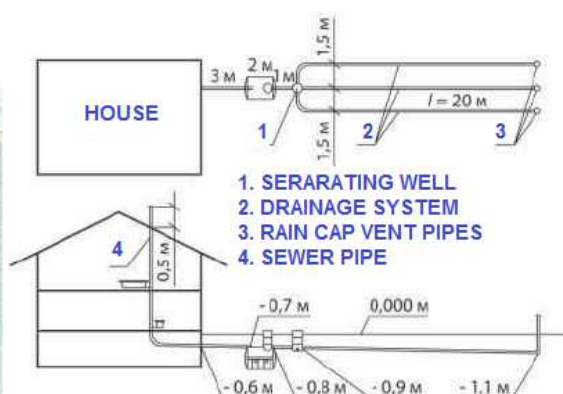 1,5 м
2 м
3 м
1 м
HOUSE
l = 20 м
1
2
3
1,5 м
1. SERARATING WELL
2. DRAINAGE SYSTEM
3. RAIN CAP VENT PIPES
4. SEWER PIPE
4
0,5 м
- 0,7 м
0,000 м
- 0,6 м
- 0,8 м
- 0,9 м
- 1,1 м